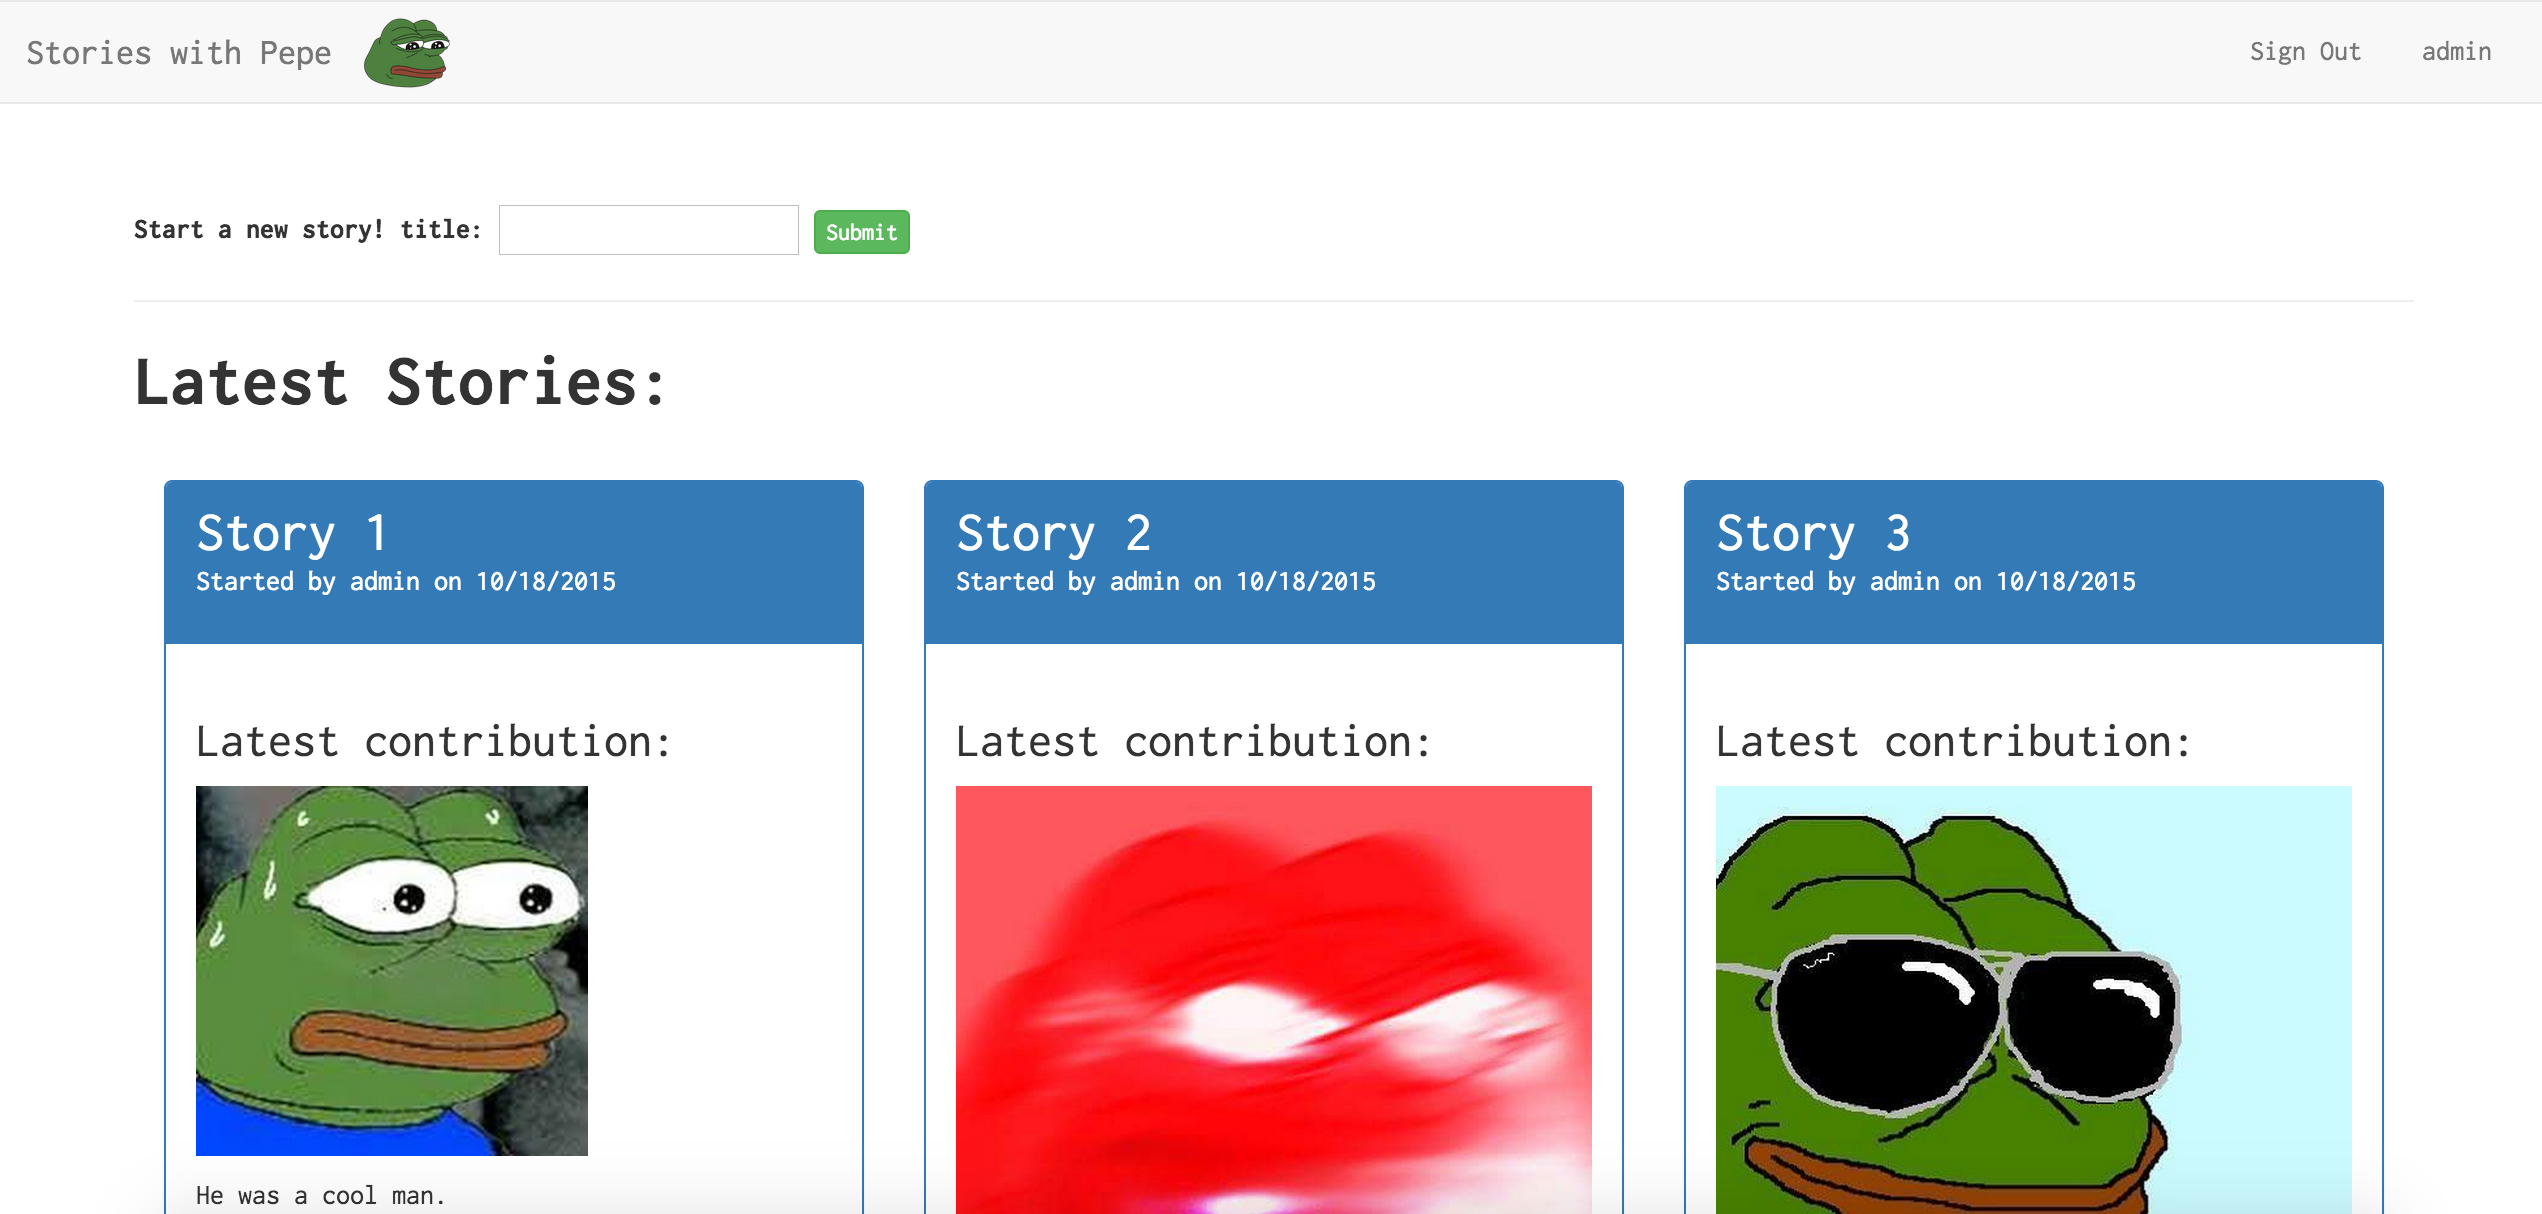 Stories with Pepe
Sign Out
admin
Start a new story! title:
Submit
Latest Stories:
Story 1
Started by admin on 10/18/2015
Latest contribution:
He was a cool man.
Story 2
Started by admin on 10/18/2015
Latest contribution:
Story 3
Started by admin on 10/18/2015
Latest contribution: